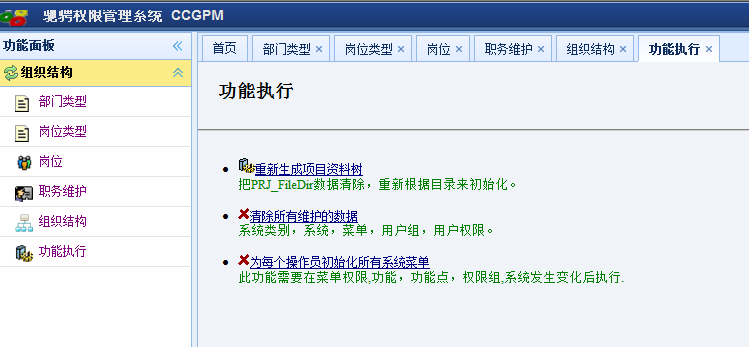 驰骋权限管理系统 CCGPM
功能面板
组织结构
部门类型
岗位类型
岗位
职务维护
组织结构
功能执行
首页 部门类型 岗位类型 岗位 职务维护 组织结构 功能执行
功能执行
重新生成项目资料树
把PRJ_FileDir数据清除，重新根据目录来初始化。
清除所有维护的数据
系统类别，系统，菜单，用户组，用户权限。
为每个操作员初始化所有系统菜单
此功能需要在菜单权限,功能，功能点，权限组,系统发生变化后执行.